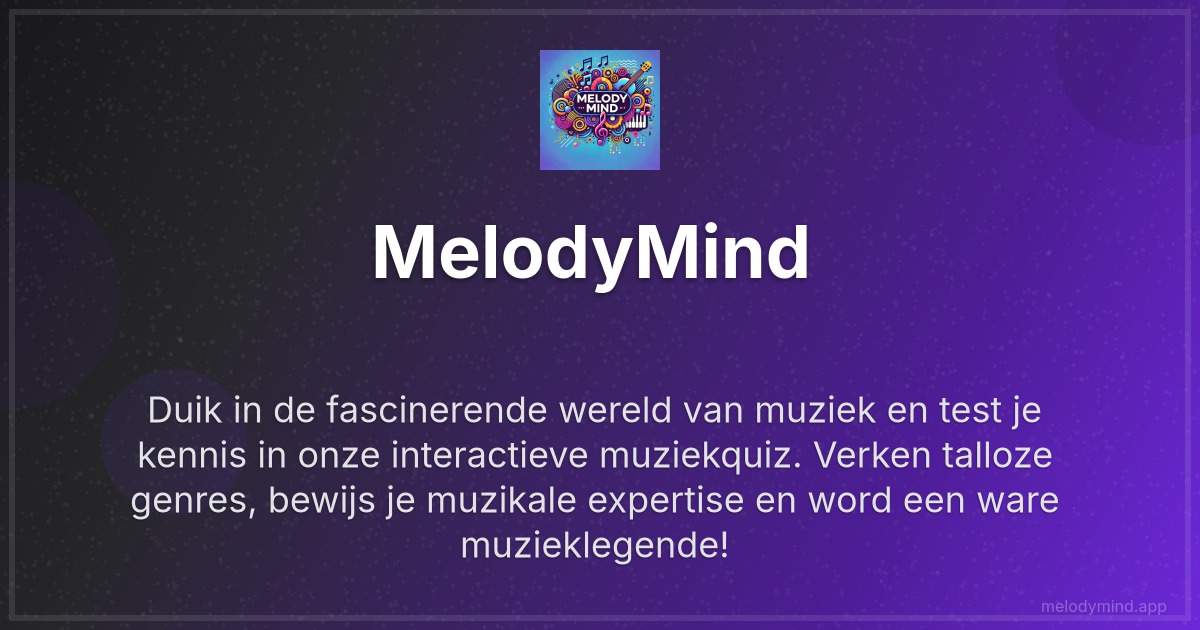 MELODY
MIND
MelodyMind
Duik in de fascinerende wereld van muziek en test je
kennis in onze interactieve muziekquiz. Verken talloze
genres, bewijs je muzikale expertise en word een ware
muzieklegende!
melodymind.app